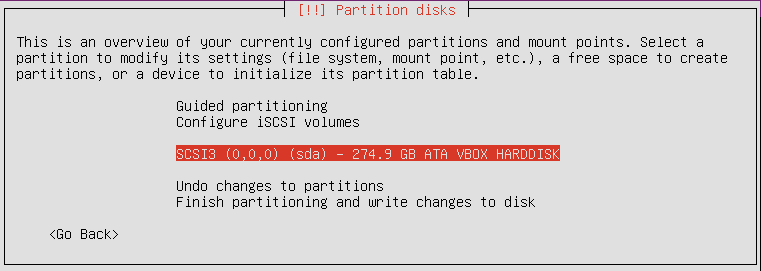 [!!] Partition disks
This is an overview of your currently configured partitions and mount points. Select a
partition to modify its settings (file system, mount point, etc.), a free space to create
partitions, or a device to initialize its partition table.
Guided partitioning
Configure iSCSI volumes
SCSI3 (0,0,0) (sda) - 274.9 GB ATA VBOX HARDDISK
Undo changes to partitions
Finish partitioning and write changes to disk
<Go Back>